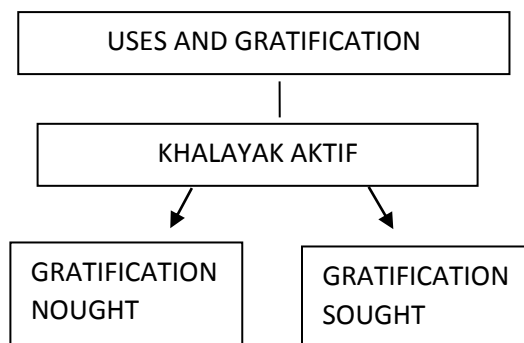 USES AND GRATIFICATION
KHALAYAK AKTIF
GRATIFICATION
NOUGHT
GRATIFICATION
SOUGHT